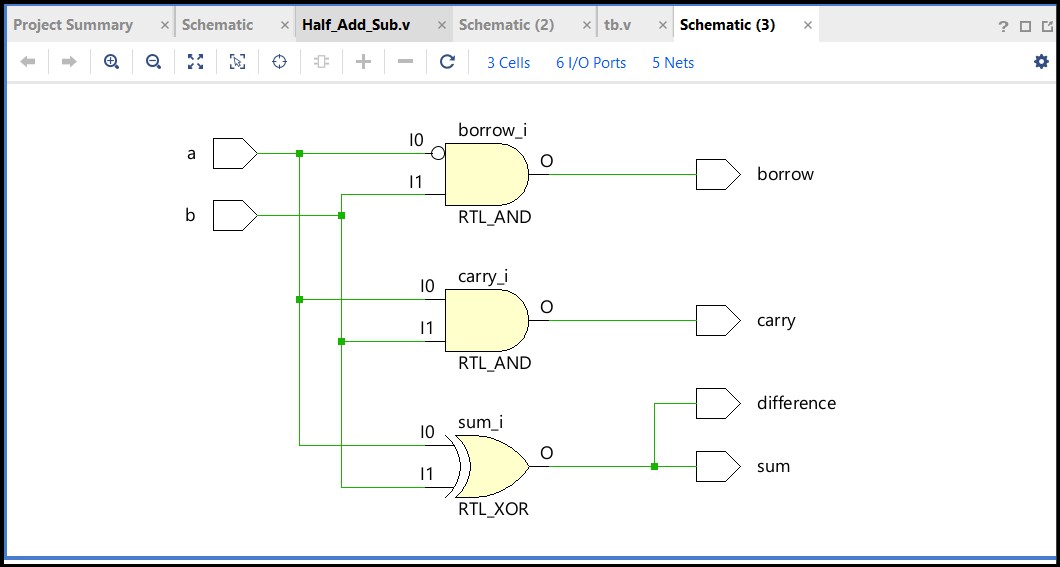 Project Summary × Schematic × Half_Add_Sub.v × Schematic (2) × tb.v × Schematic (3) × ?
3 Cells 6 I/O Ports 5 Nets
borrow_i
a I0 O borrow
I1
b RTL_AND
carry_i
I0 O carry
I1
RTL_AND
difference
sum_i
I0 O sum
I1
RTL_XOR